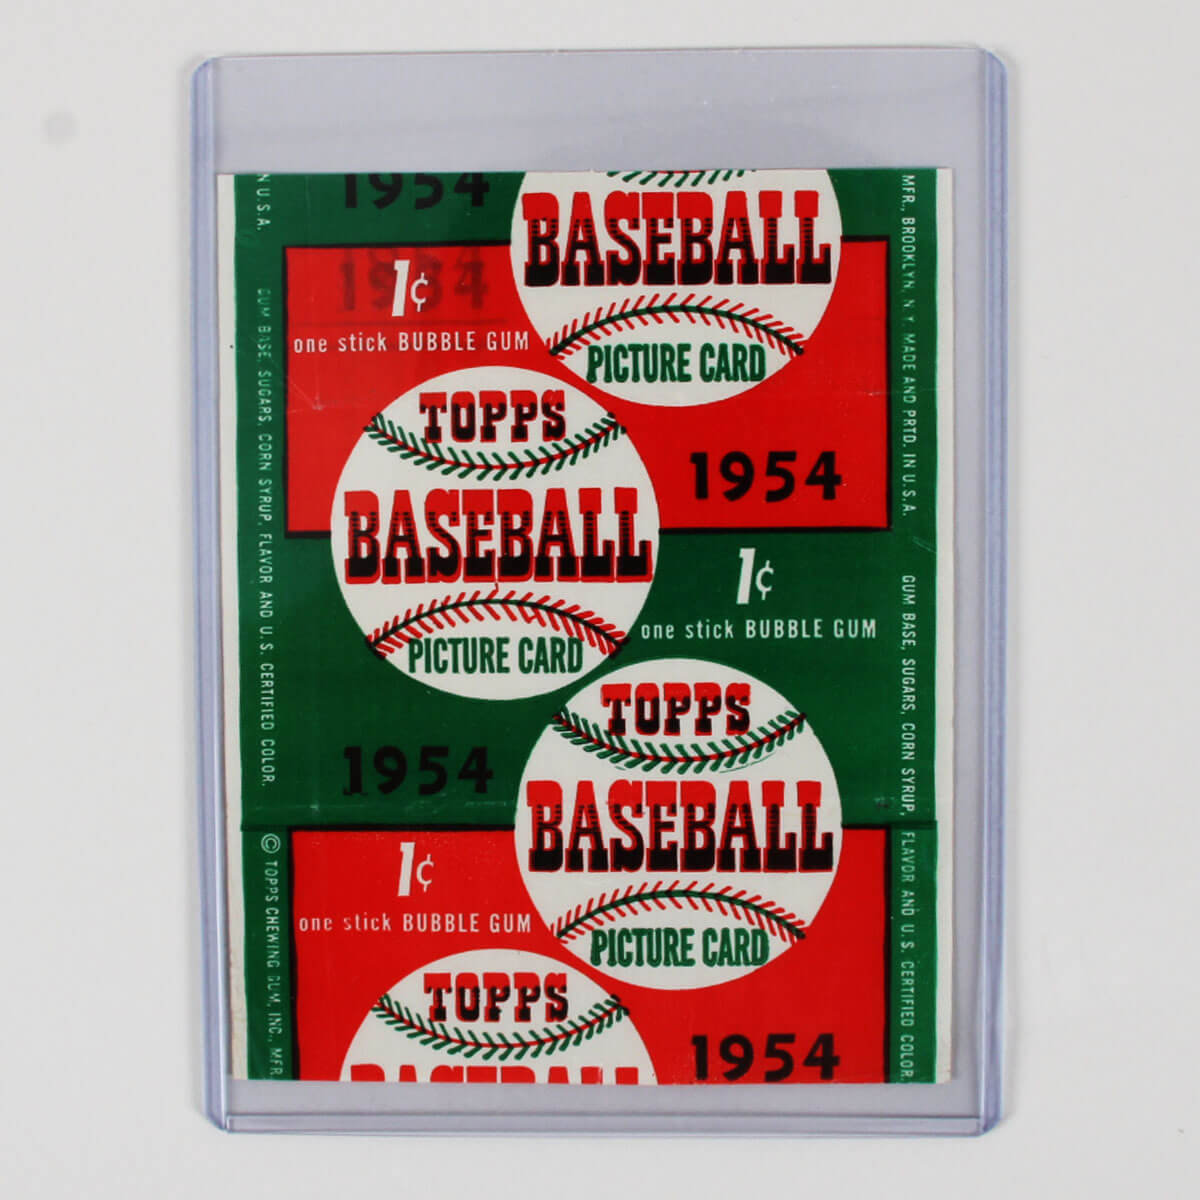 1954
BASEBALL
PICTURE CARD
1954
1¢
one stick BUBBLE GUM
TOPPS
BASEBALL
PICTURE CARD
1954
1¢
one stick BUBBLE GUM
1954
TOPPS
BASEBALL
PICTURE CARD
1¢
one stick BUBBLE GUM
TOPPS
BASEBALL
1954
N U.S.A.
GUM BASE, SUGARS, CORN SYRUP, FLAVOR AND U.S. CERTIFIED COLOR.
© TOPPS CHEWING GUM, INC., MFR.
MFR., BROOKLYN, N.Y. MADE AND PRTD. IN U.S.A.
GUM BASE, SUGARS, CORN SYRUP, FLAVOR AND U.S. CERTIFIED COLOR.